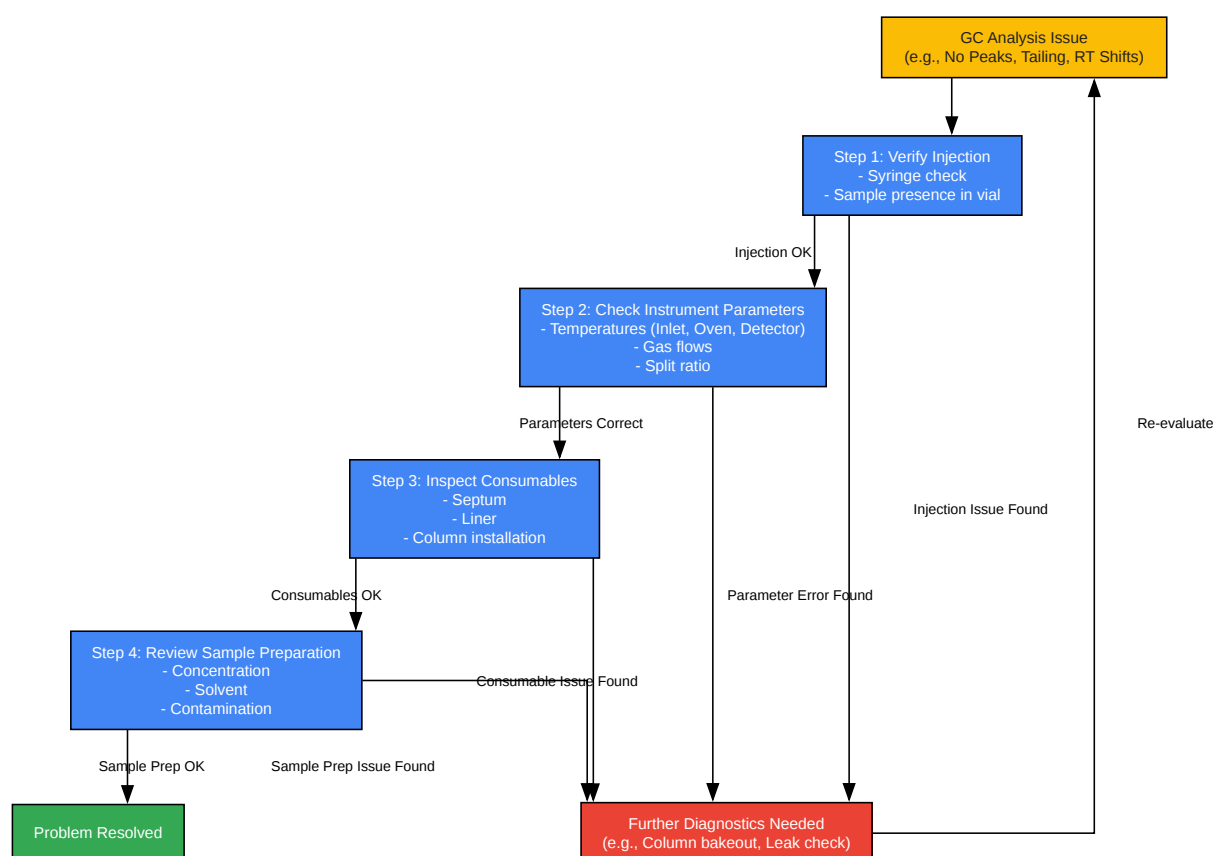 GC Analysis Issue
(e.g., No Peaks, Tailing, RT Shifts)
Step 1: Verify Injection
- Syringe check
- Sample presence in vial
Injection OK
Step 2: Check Instrument Parameters
- Temperatures (Inlet, Oven, Detector)
- Gas flows
- Split ratio
Parameters Correct
Re-evaluate
Step 3: Inspect Consumables
- Septum
- Liner
- Column installation
Injection Issue Found
Consumables OK
Parameter Error Found
Step 4: Review Sample Preparation
- Concentration
- Solvent
- Contamination
Consumable Issue Found
Sample Prep OK
Sample Prep Issue Found
Problem Resolved
Further Diagnostics Needed
(e.g., Column bakeout, Leak check)